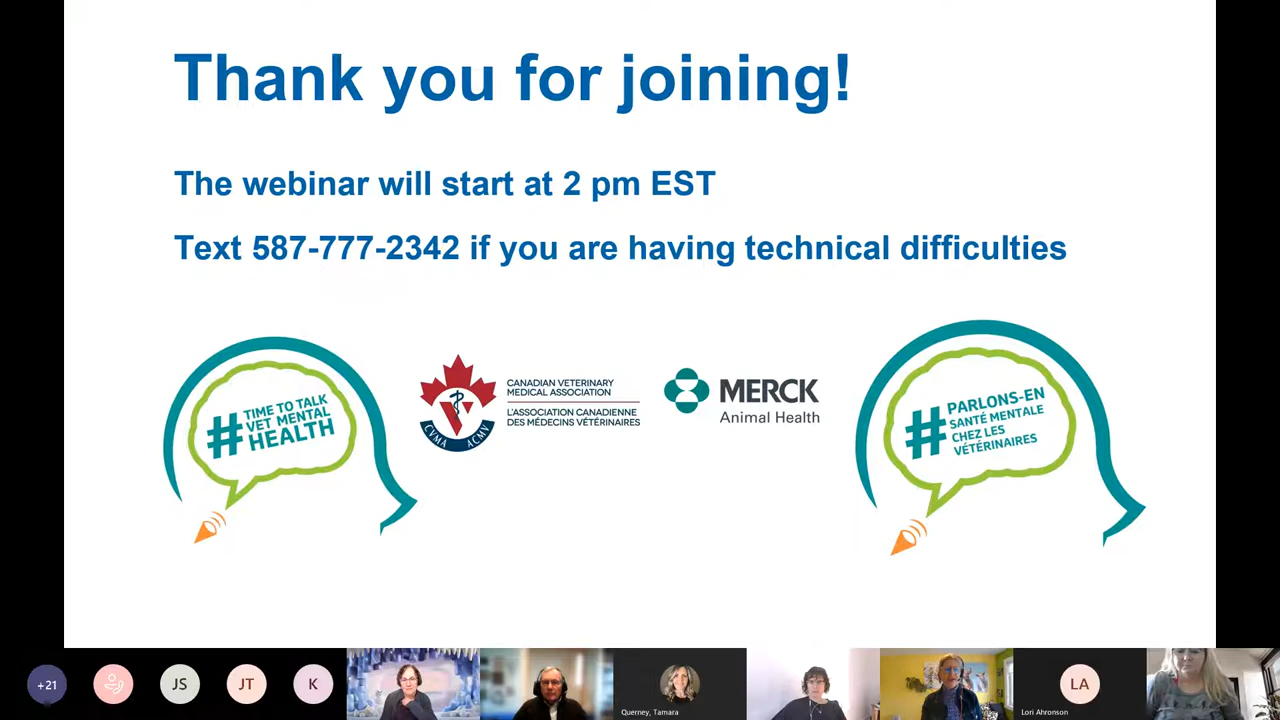 Thank you for joining!
The webinar will start at 2 pm EST
Text 587-777-2342 if you are having technical difficulties
#TIME TO TALK
VET MENTAL
HEALTH
CANADIAN VETERINARY
MEDICAL ASSOCIATION
L'ASSOCIATION CANADIENNE
DES MÉDECINS VÉTÉRINAIRES
CVMA ACMV
MERCK
Animal Health
#PARLONS-EN
SANTÉ MENTALE
CHEZ LES
VÉTÉRINAIRES
+21
JS
JT
K
Querney, Tamara
LA
Lori Ahronson